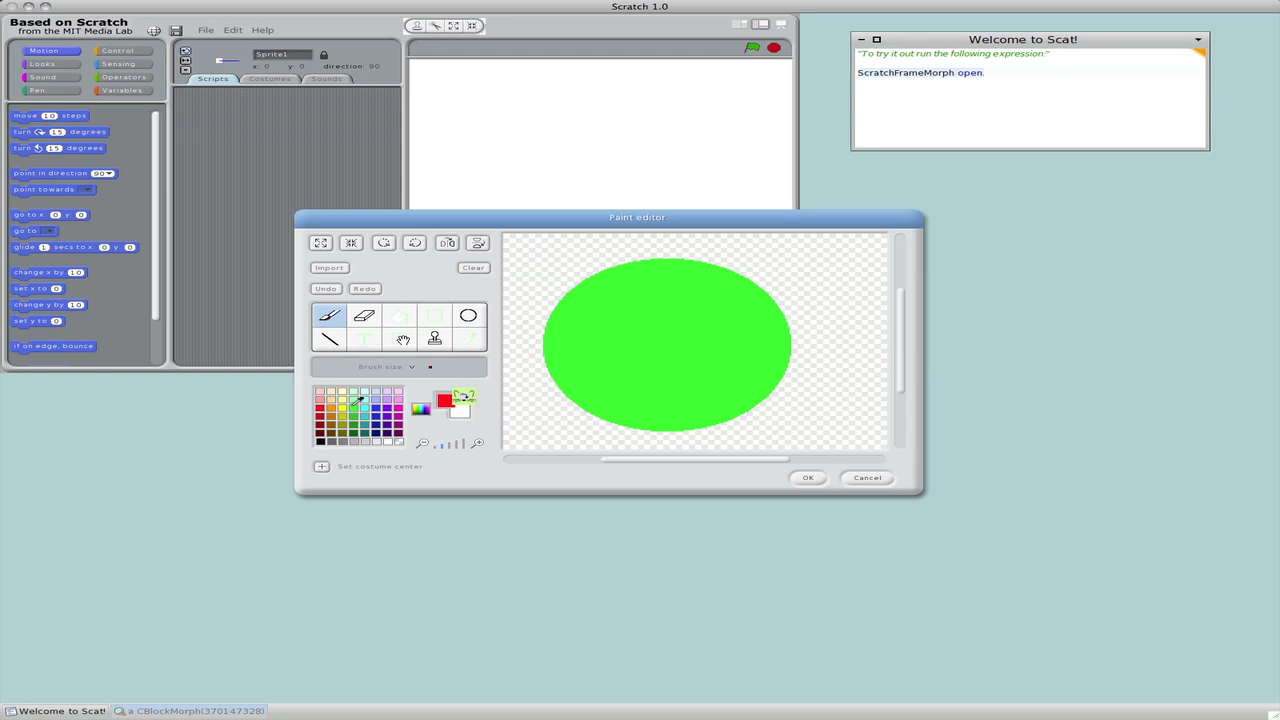 Scratch 1.0
Based on Scratch
from the MIT Media Lab
File Edit Help
Motion Control
Looks Sensing
Sound Operators
Pen Variables
Sprite1
x: 0 y: 0 direction: 90
Scripts Costumes Sounds
move 10 steps
turn 15 degrees
turn 15 degrees
point in direction 90
point towards
go to x: 0 y: 0
go to
glide 1 secs to x: 0 y: 0
change x by 10
set x to 0
change y by 10
set y to 0
if on edge, bounce
Welcome to Scat!
"To try it out run the following expression:"
ScratchFrameMorph open.
Paint editor
Import Clear
Undo Redo
T
Brush size
Set costume center
OK Cancel
Welcome to Scat! a CBlockMorph(370147328)